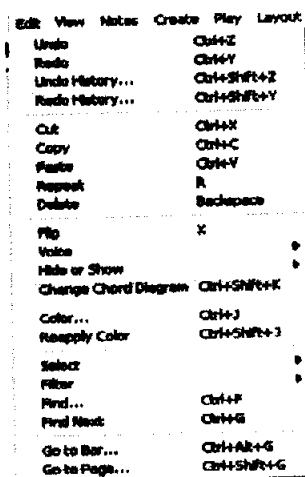 Edit View Notes Create Play Layout
Undo Ctrl+Z
Redo Ctrl+Y
Undo History... Ctrl+Shift+Z
Redo History... Ctrl+Shift+Y
Cut Ctrl+X
Copy Ctrl+C
Paste Ctrl+V
Repeat R
Delete Backspace
Flip X
Voice
Hide or Show
Change Chord Diagram Ctrl+Shift+K
Color... Ctrl+J
Reapply Color Ctrl+Shift+J
Select
Filter
Find... Ctrl+F
Find Next Ctrl+G
Go to Bar... Ctrl+Alt+G
Go to Page... Ctrl+Shift+G